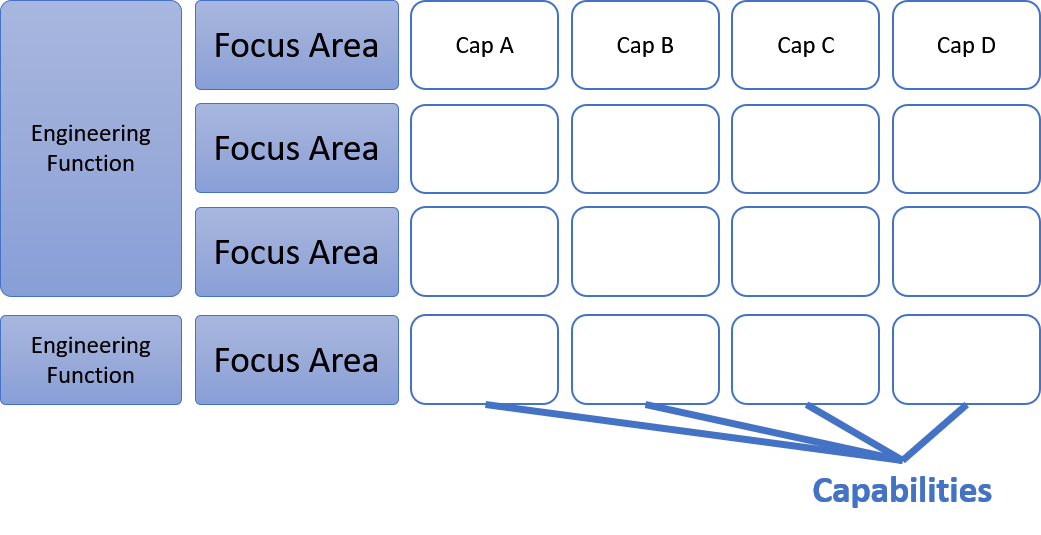 Engineering
Function
Focus Area
Cap A
Cap B
Cap C
Cap D
Focus Area
Focus Area
Engineering
Function
Focus Area
Capabilities